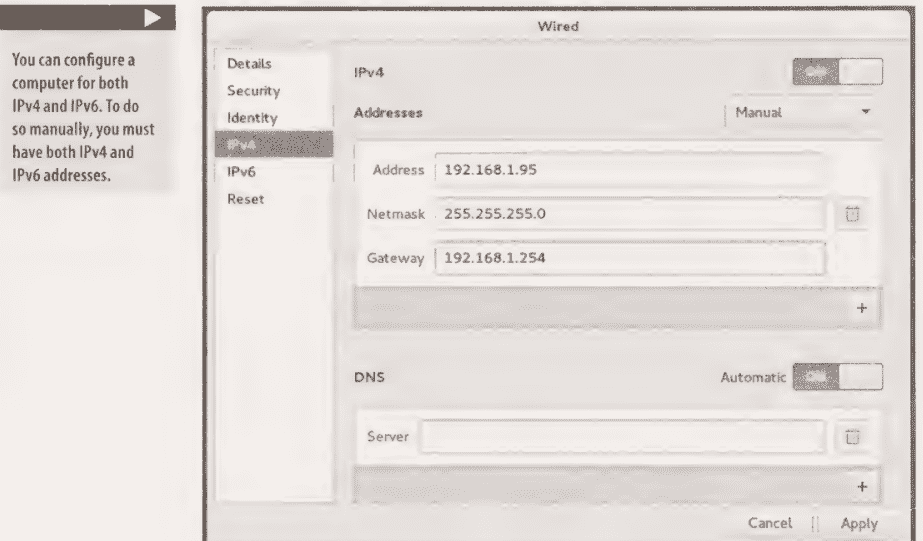 You can configure a
computer for both
IPv4 and IPv6. To do
so manually, you must
have both IPv4 and
IPv6 addresses.
Wired
Details
Security
Identity
IPv4
IPv6
Reset
IPv4
Addresses
Manual
Address 192.168.1.95
Netmask 255.255.255.0
Gateway 192.168.1.254
+
DNS
Automatic
Server
+
Cancel
Apply